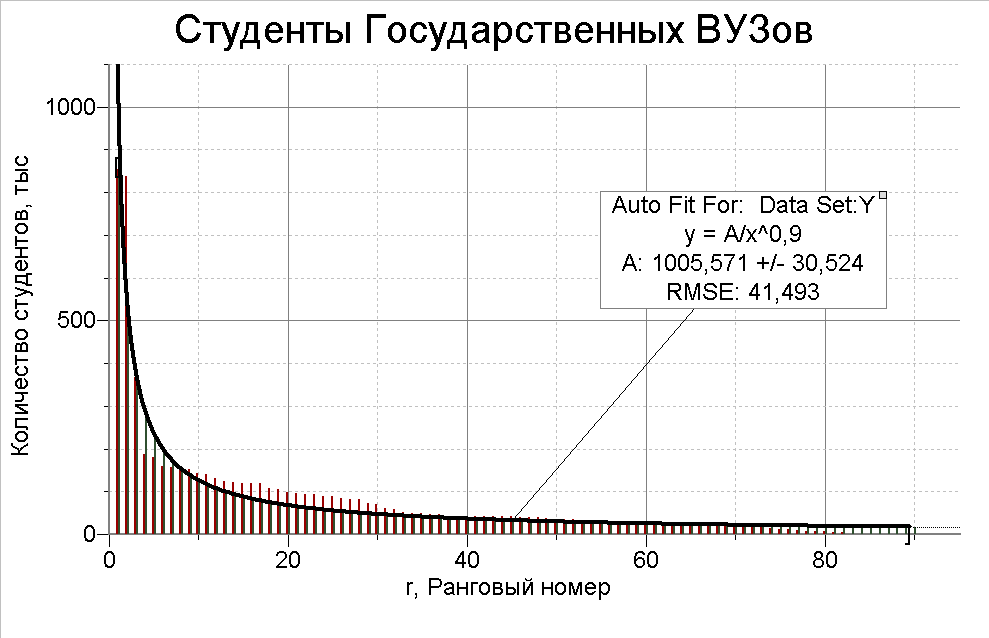 Студенты Государственных ВУЗов
Количество студентов, тыс
1000
500
0
Auto Fit For: Data Set:Y
y = A/x^0,9
A: 1005,571 +/- 30,524
RMSE: 41,493
0 20 40 60 80
r, Ранговый номер